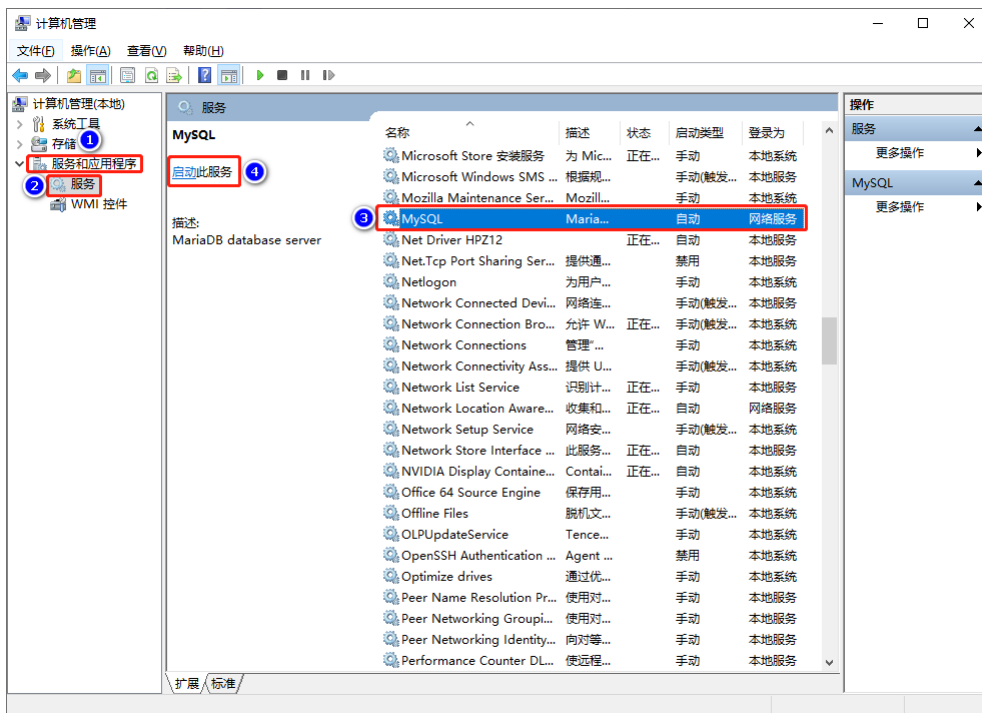 计算机管理
文件(F) 操作(A) 查看(V) 帮助(H)
计算机管理(本地)
系统工具
存储
1
服务和应用程序
2
服务
WMI 控件
服务
MySQL
启动此服务
4
描述:
MariaDB database server
3
名称 描述 状态 启动类型 登录为
Microsoft Store 安装服务 为 Mic... 正在... 手动 本地系统
Microsoft Windows SMS ... 根据规... 手动(触发... 本地服务
Mozilla Maintenance Ser... Mozill... 手动 本地系统
MySQL Maria... 自动 网络服务
Net Driver HPZ12 正在... 自动 本地服务
Net.Tcp Port Sharing Ser... 提供通... 禁用 本地服务
Netlogon 为用户... 手动 本地系统
Network Connected Devi... 网络连... 手动(触发... 本地服务
Network Connection Bro... 允许 W... 正在... 手动(触发... 本地系统
Network Connections 管理"... 手动 本地系统
Network Connectivity Ass... 提供 U... 手动(触发... 本地系统
Network List Service 识别计... 正在... 手动 本地服务
Network Location Aware... 收集和... 正在... 自动 网络服务
Network Setup Service 网络安... 手动(触发... 本地系统
Network Store Interface ... 此服务... 正在... 自动 本地服务
NVIDIA Display Containe... Contai... 正在... 自动 本地系统
Office 64 Source Engine 保存用... 手动 本地系统
Offline Files 脱机文... 手动(触发... 本地系统
OLPUpdateService Tence... 手动 本地系统
OpenSSH Authentication ... Agent ... 禁用 本地系统
Optimize drives 通过优... 手动 本地系统
Peer Name Resolution Pr... 使用对... 手动 本地服务
Peer Networking Groupi... 使用对... 手动 本地服务
Peer Networking Identity... 向对等... 手动 本地服务
Performance Counter DL... 使远程... 手动 本地服务
扩展 标准
操作
服务
更多操作
MySQL
更多操作